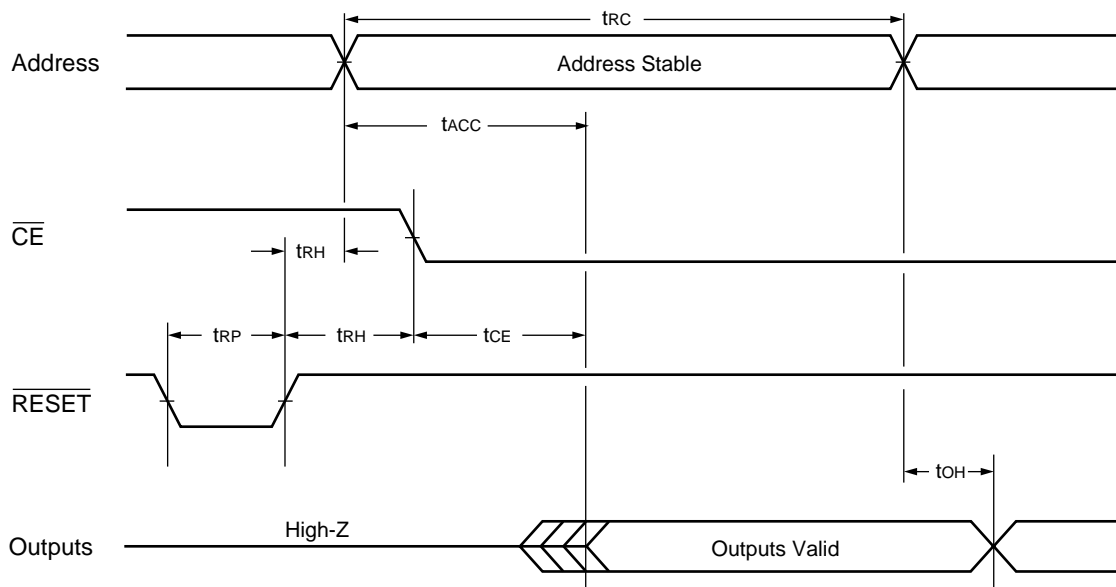 tRC
Address
Address Stable
tACC
CE
tRH
tRP
tRH
tCE
RESET
tOH
High-Z
Outputs
Outputs Valid